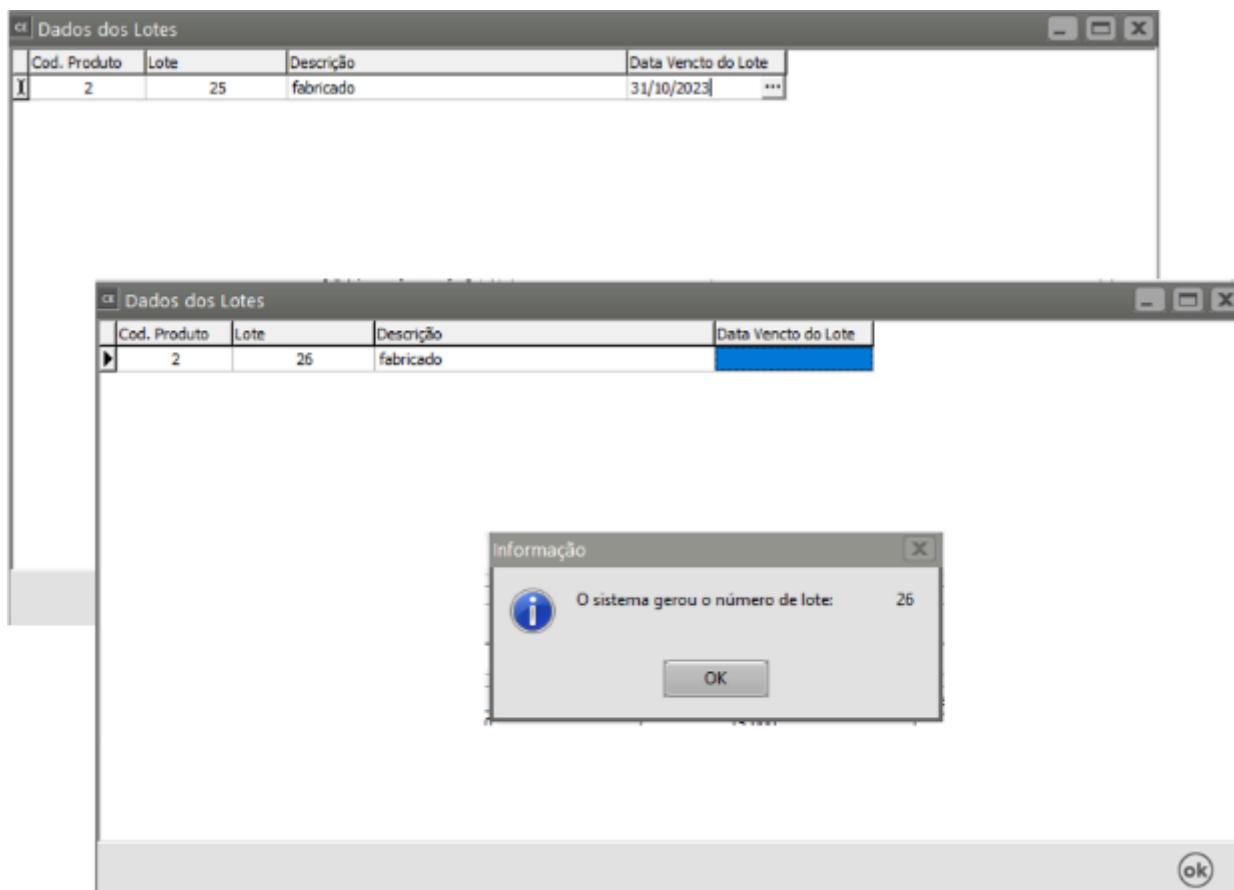 CE Dados dos Lotes
Cod. Produto Lote Descrição Data Vencto do Lote
2 25 fabricado 31/10/2023 ...
CE Dados dos Lotes
Cod. Produto Lote Descrição Data Vencto do Lote
2 26 fabricado
Informação
O sistema gerou o número de lote: 26
OK
ok